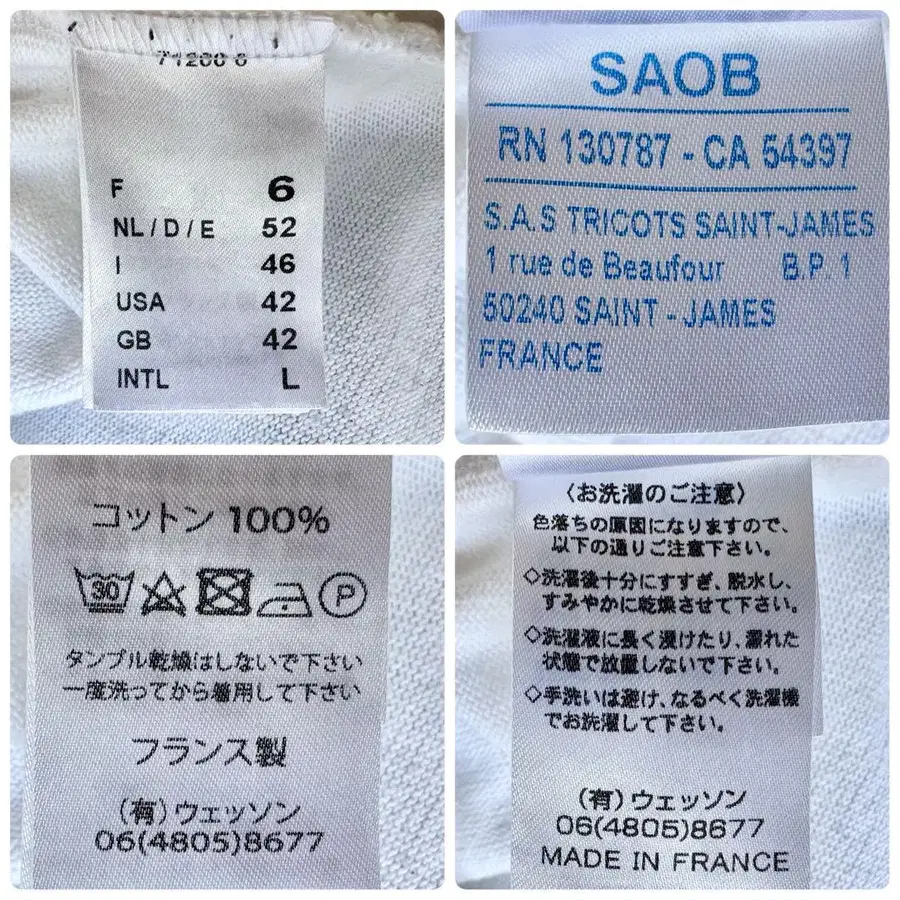 71200 6
F 6
NL / D / E 52
I 46
USA 42
GB 42
INTL L
SAOB
RN 130787 - CA 54397
S.A.S TRICOTS SAINT-JAMES
1 rue de Beaufour B.P. 1
50240 SAINT - JAMES
FRANCE
コットン 100%
30 P
タンブル乾燥はしないで下さい
一度洗ってから着用して下さい
フランス製
(有)ウェッソン
06(4805)8677
〈お洗濯のご注意〉
色落ちの原因になりますので、
以下の通りご注意下さい。
◇洗濯後十分にすすぎ、脱水し、
すみやかに乾燥させて下さい。
◇洗濯液に長く浸けたり、濡れた
状態で放置しないで下さい。
◇手洗いは避け、なるべく洗濯機
でお洗濯して下さい。
(有)ウェッソン
06(4805)8677
MADE IN FRANCE